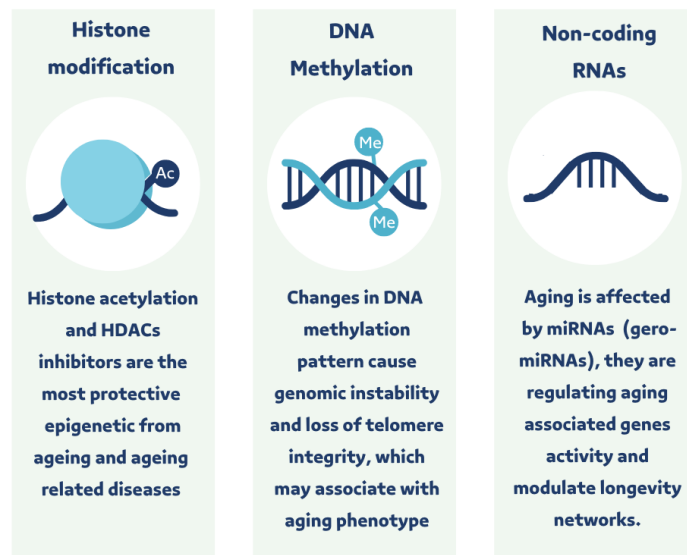 Histone
modification
Ac
Histone acetylation
and HDACs
inhibitors are the
most protective
epigenetic from
ageing and ageing
related diseases
DNA
Methylation
Me
Me
Changes in DNA
methylation
pattern cause
genomic instability
and loss of telomere
integrity, which
may associate with
aging phenotype
Non-coding
RNAs
Aging is affected
by miRNAs (gero-
miRNAs), they are
regulating aging
associated genes
activity and
modulate longevity
networks.